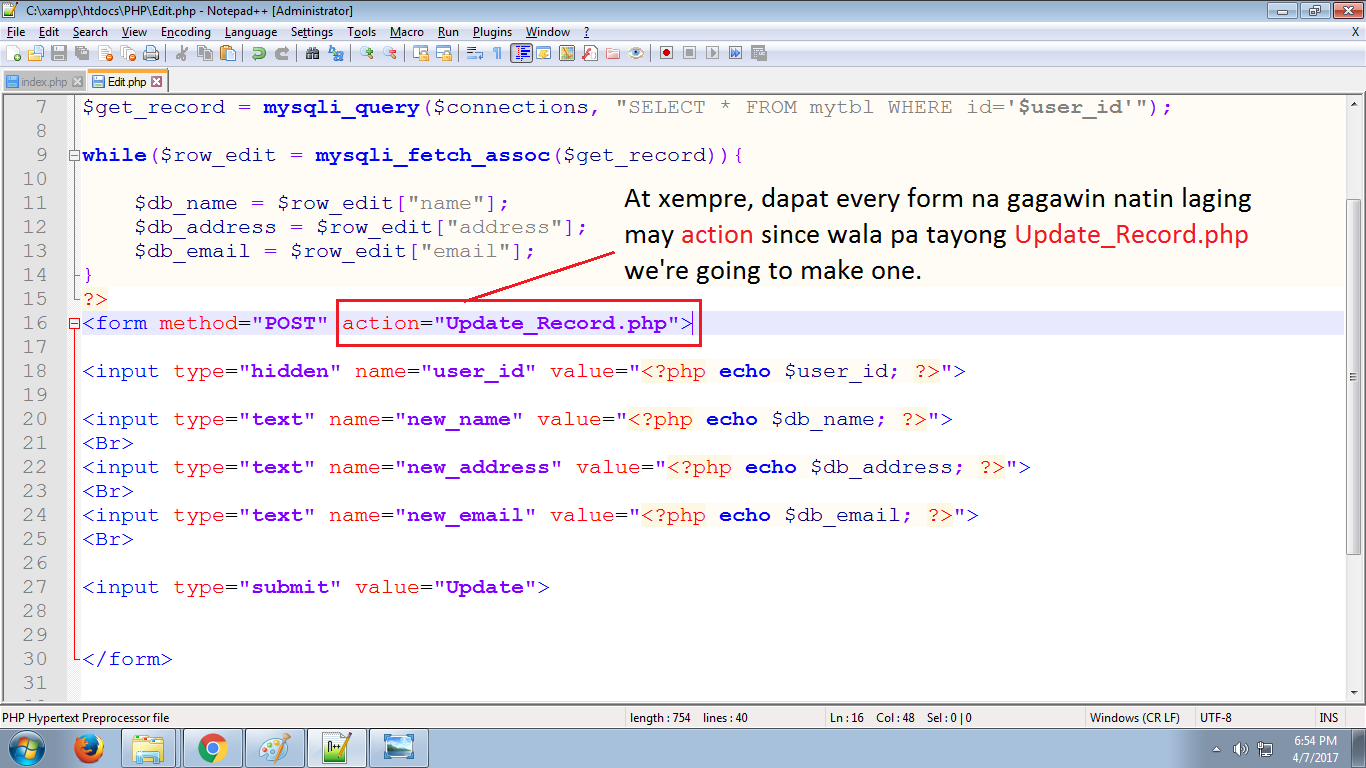 C:\xampp\htdocs\PHP\Edit.php - Notepad++ [Administrator]
File Edit Search View Encoding Language Settings Tools Macro Run Plugins Window ? X
index.php Edit.php
7 $get_record = mysqli_query($connections, "SELECT * FROM mytbl WHERE id='$user_id'");
8
9 while($row_edit = mysqli_fetch_assoc($get_record)){
10
11 $db_name = $row_edit["name"];
12 $db_address = $row_edit["address"];
13 $db_email = $row_edit["email"];
14 }
15 ?>
At xempre, dapat every form na gagawin natin laging
may action since wala pa tayong Update_Record.php
we're going to make one.
16 <form method="POST" action="Update_Record.php">
17
18 <input type="hidden" name="user_id" value="<?php echo $user_id; ?>">
19
20 <input type="text" name="new_name" value="<?php echo $db_name; ?>">
21 <Br>
22 <input type="text" name="new_address" value="<?php echo $db_address; ?>">
23 <Br>
24 <input type="text" name="new_email" value="<?php echo $db_email; ?>">
25 <Br>
26
27 <input type="submit" value="Update">
28
29
30 </form>
31
PHP Hypertext Preprocessor file length : 754 lines : 40 Ln : 16 Col : 48 Sel : 0 | 0 Windows (CR LF) UTF-8 INS
6:54 PM
4/7/2017